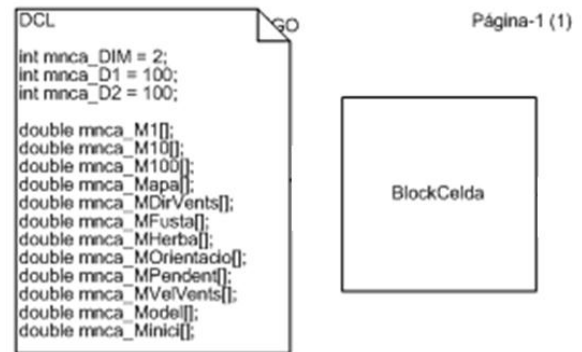 DCL
GO
Página-1 (1)
int mnca_DIM = 2;
int mnca_D1 = 100;
int mnca_D2 = 100;
double mnca_M1[];
double mnca_M10[];
double mnca_M100[];
double mnca_Mapa[];
double mnca_MDirVents[];
double mnca_MFusta[];
double mnca_MHerba[];
double mnca_MOrientacio[];
double mnca_MPendent[];
double mnca_MVelVents[];
double mnca_Model[];
double mnca_Minici[];
BlockCelda